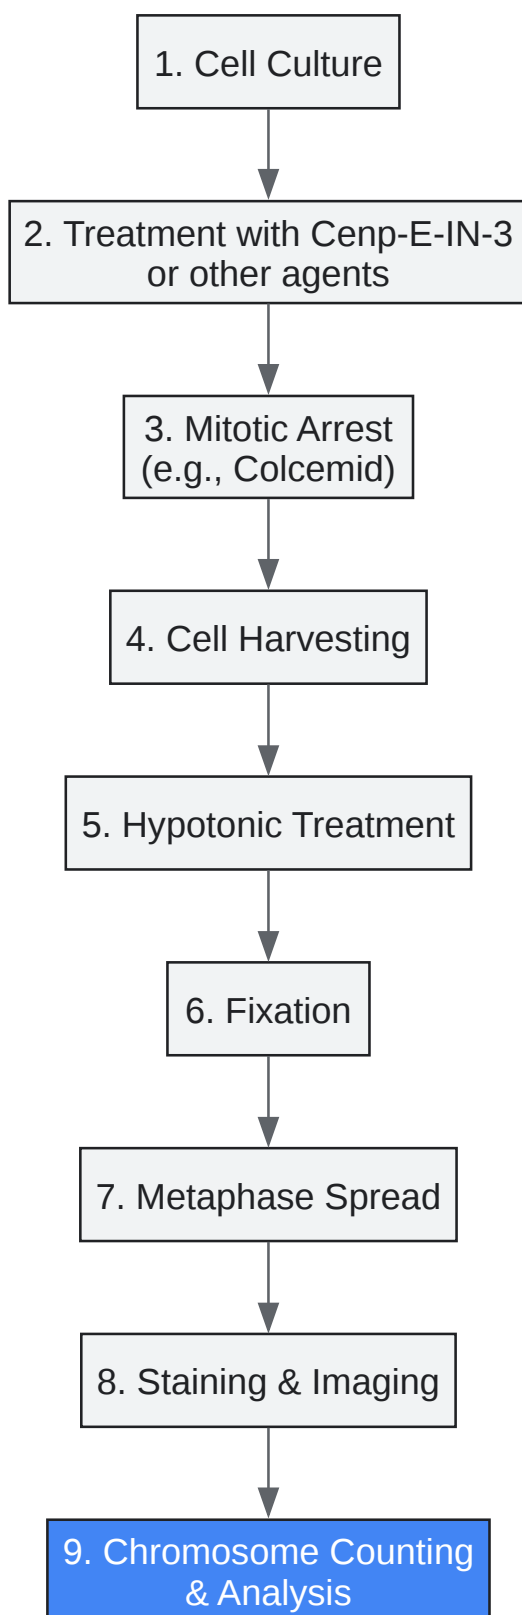 1. Cell Culture
2. Treatment with Cenp-E-IN-3
or other agents
3. Mitotic Arrest
(e.g., Colcemid)
4. Cell Harvesting
5. Hypotonic Treatment
6. Fixation
7. Metaphase Spread
8. Staining & Imaging
9. Chromosome Counting
& Analysis